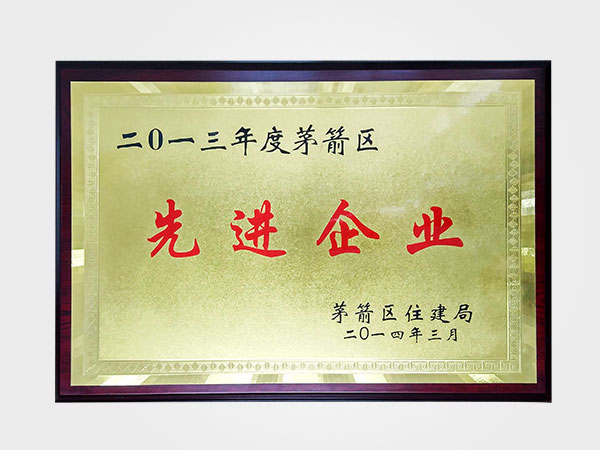 二0一三年度茅箭区
先进企业
茅箭区住建局
二0一四年三月